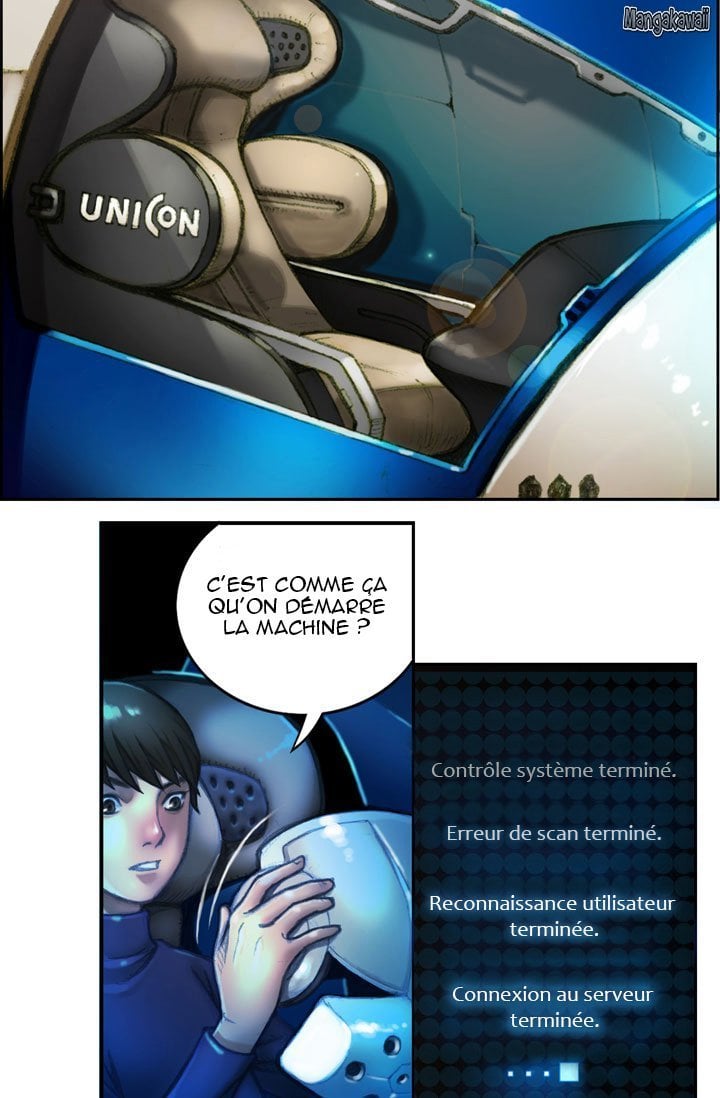 Mangakawaii
UNICON
C'EST COMME ÇA
QU'ON DÉMARRE
LA MACHINE ?
Contrôle système terminé.
Erreur de scan terminé.
Reconnaissance utilisateur
terminée.
Connexion au serveur
terminée.